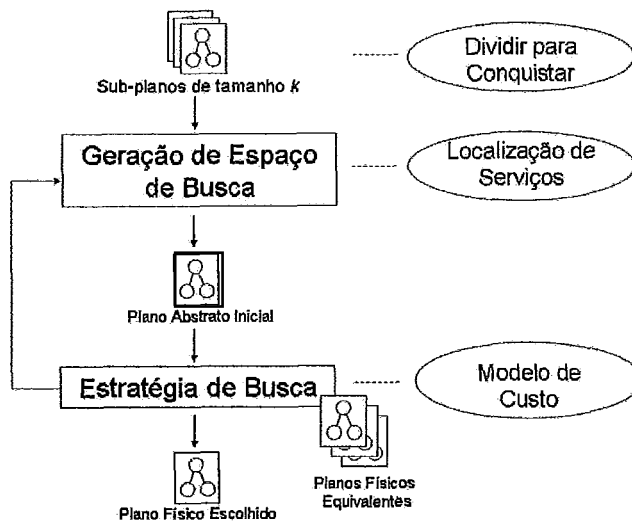 Dividir para
Conquistar
Sub-planos de tamanho k
Geração de Espaço
de Busca
Localização de
Serviços
Plano Abstrato Inicial
Estratégia de Busca
Modelo de
Custo
Planos Físicos
Equivalentes
Plano Físico Escolhido